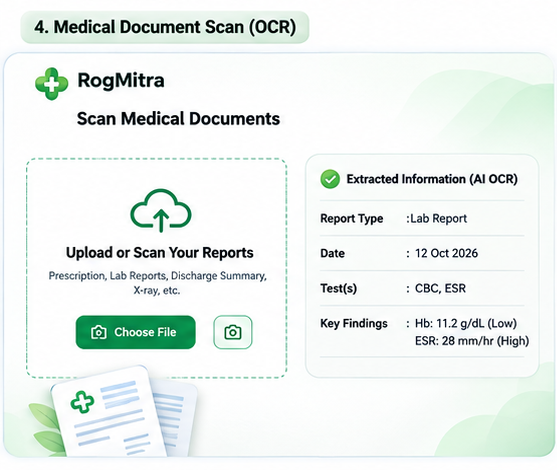 4. Medical Document Scan (OCR)
RogMitra
Scan Medical Documents
Upload or Scan Your Reports
Prescription, Lab Reports, Discharge Summary,
X-ray, etc.
Choose File
Extracted Information (AI OCR)
Report Type :Lab Report
Date : 12 Oct 2026
Test(s) : CBC, ESR
Key Findings : Hb: 11.2 g/dL (Low)
ESR: 28 mm/hr (High)